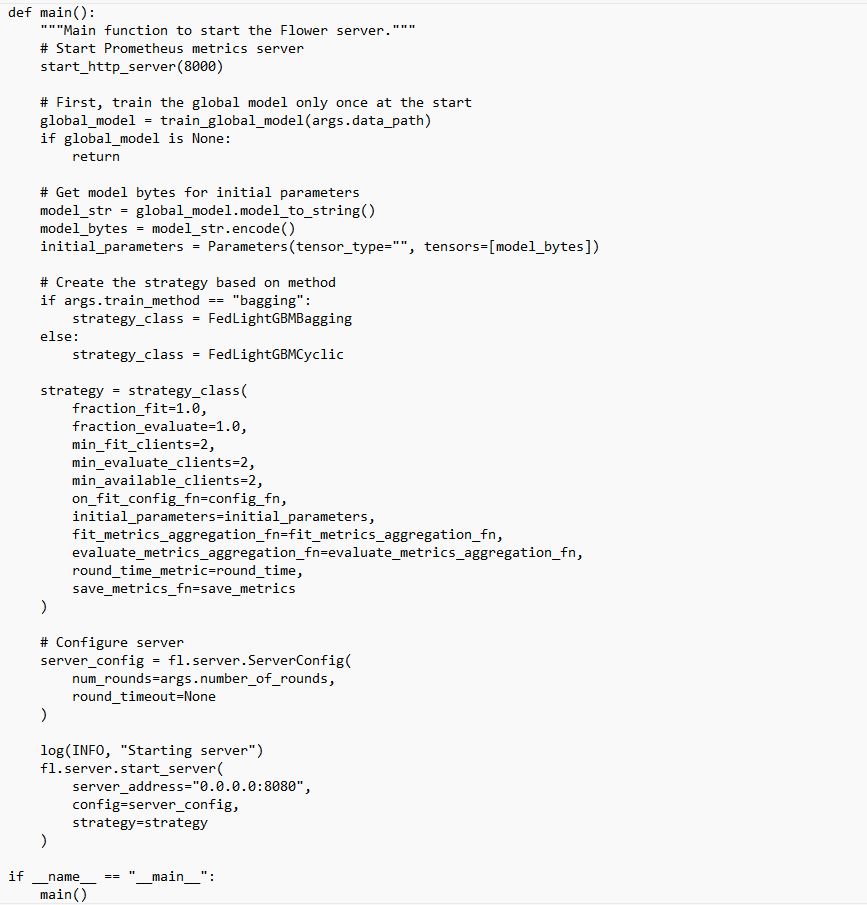 def main():
    """Main function to start the Flower server."""
    # Start Prometheus metrics server
    start_http_server(8000)

    # First, train the global model only once at the start
    global_model = train_global_model(args.data_path)
    if global_model is None:
        return

    # Get model bytes for initial parameters
    model_str = global_model.model_to_string()
    model_bytes = model_str.encode()
    initial_parameters = Parameters(tensor_type="", tensors=[model_bytes])

    # Create the strategy based on method
    if args.train_method == "bagging":
        strategy_class = FedLightGBMBagging
    else:
        strategy_class = FedLightGBMCyclic

    strategy = strategy_class(
        fraction_fit=1.0,
        fraction_evaluate=1.0,
        min_fit_clients=2,
        min_evaluate_clients=2,
        min_available_clients=2,
        on_fit_config_fn=config_fn,
        initial_parameters=initial_parameters,
        fit_metrics_aggregation_fn=fit_metrics_aggregation_fn,
        evaluate_metrics_aggregation_fn=evaluate_metrics_aggregation_fn,
        round_time_metric=round_time,
        save_metrics_fn=save_metrics
    )

    # Configure server
    server_config = fl.server.ServerConfig(
        num_rounds=args.number_of_rounds,
        round_timeout=None
    )

    log(INFO, "Starting server")
    fl.server.start_server(
        server_address="0.0.0.0:8080",
        config=server_config,
        strategy=strategy
    )

if __name__ == "__main__":
    main()